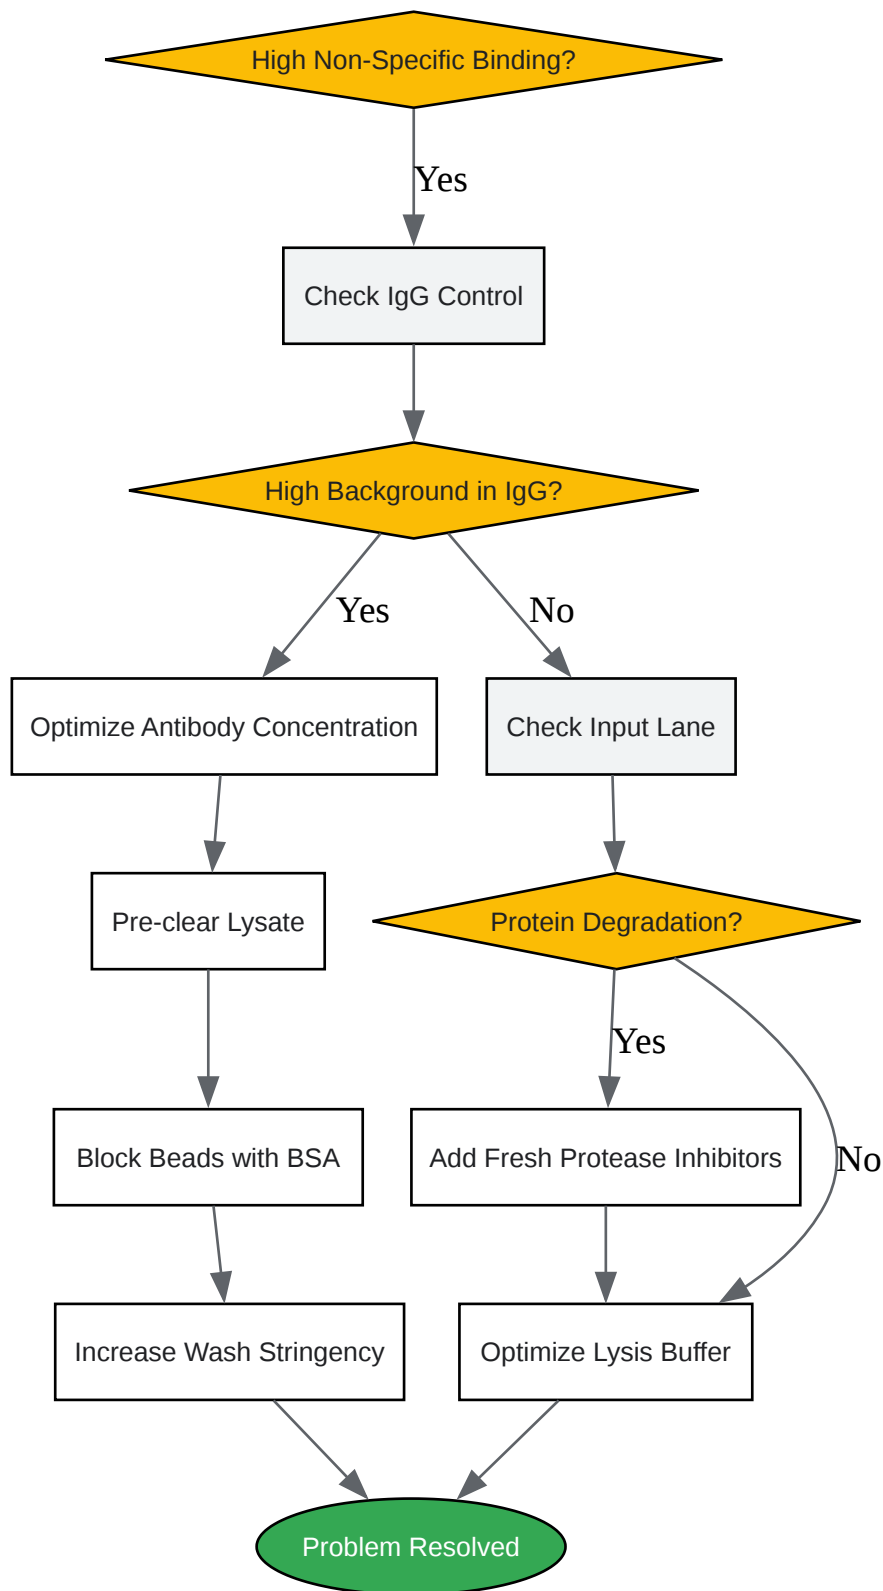 High Non-Specific Binding?
Yes
Check IgG Control
High Background in IgG?
Yes
No
Optimize Antibody Concentration
Check Input Lane
Pre-clear Lysate
Protein Degradation?
Yes
Block Beads with BSA
Add Fresh Protease Inhibitors
No
Increase Wash Stringency
Optimize Lysis Buffer
Problem Resolved